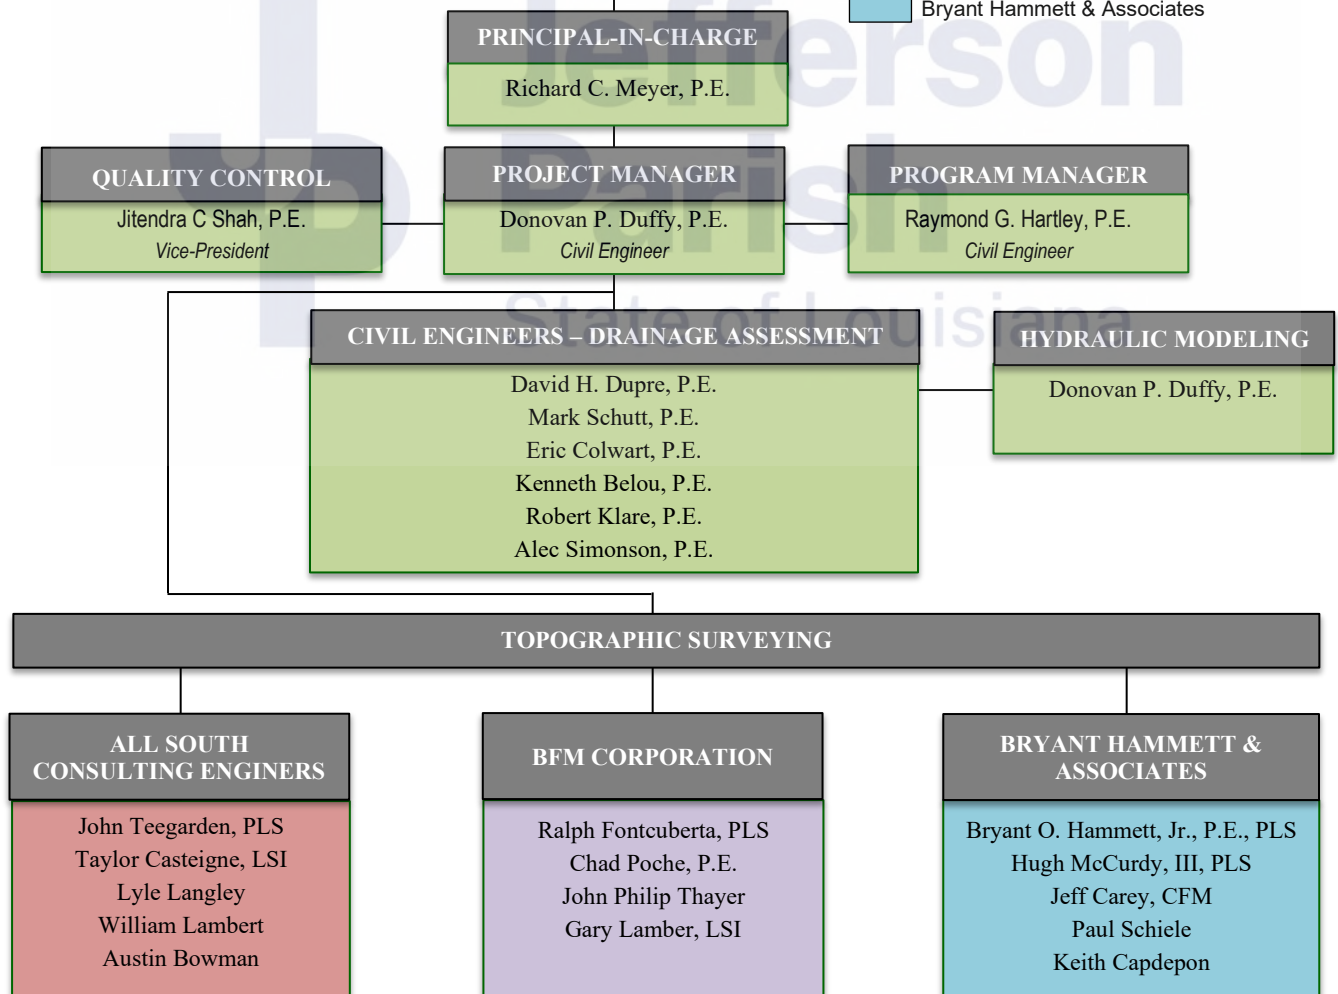 Bryant Hammett & Associates
Jefferson
Parish
State of Louisiana
PRINCIPAL-IN-CHARGE
Richard C. Meyer, P.E.
QUALITY CONTROL
Jitendra C Shah, P.E.
Vice-President
PROJECT MANAGER
Donovan P. Duffy, P.E.
Civil Engineer
PROGRAM MANAGER
Raymond G. Hartley, P.E.
Civil Engineer
CIVIL ENGINEERS – DRAINAGE ASSESSMENT
David H. Dupre, P.E.
Mark Schutt, P.E.
Eric Colwart, P.E.
Kenneth Belou, P.E.
Robert Klare, P.E.
Alec Simonson, P.E.
HYDRAULIC MODELING
Donovan P. Duffy, P.E.
TOPOGRAPHIC SURVEYING
ALL SOUTH
CONSULTING ENGINERS
John Teegarden, PLS
Taylor Casteigne, LSI
Lyle Langley
William Lambert
Austin Bowman
BFM CORPORATION
Ralph Fontcuberta, PLS
Chad Poche, P.E.
John Philip Thayer
Gary Lamber, LSI
BRYANT HAMMETT &
ASSOCIATES
Bryant O. Hammett, Jr., P.E., PLS
Hugh McCurdy, III, PLS
Jeff Carey, CFM
Paul Schiele
Keith Capdepon